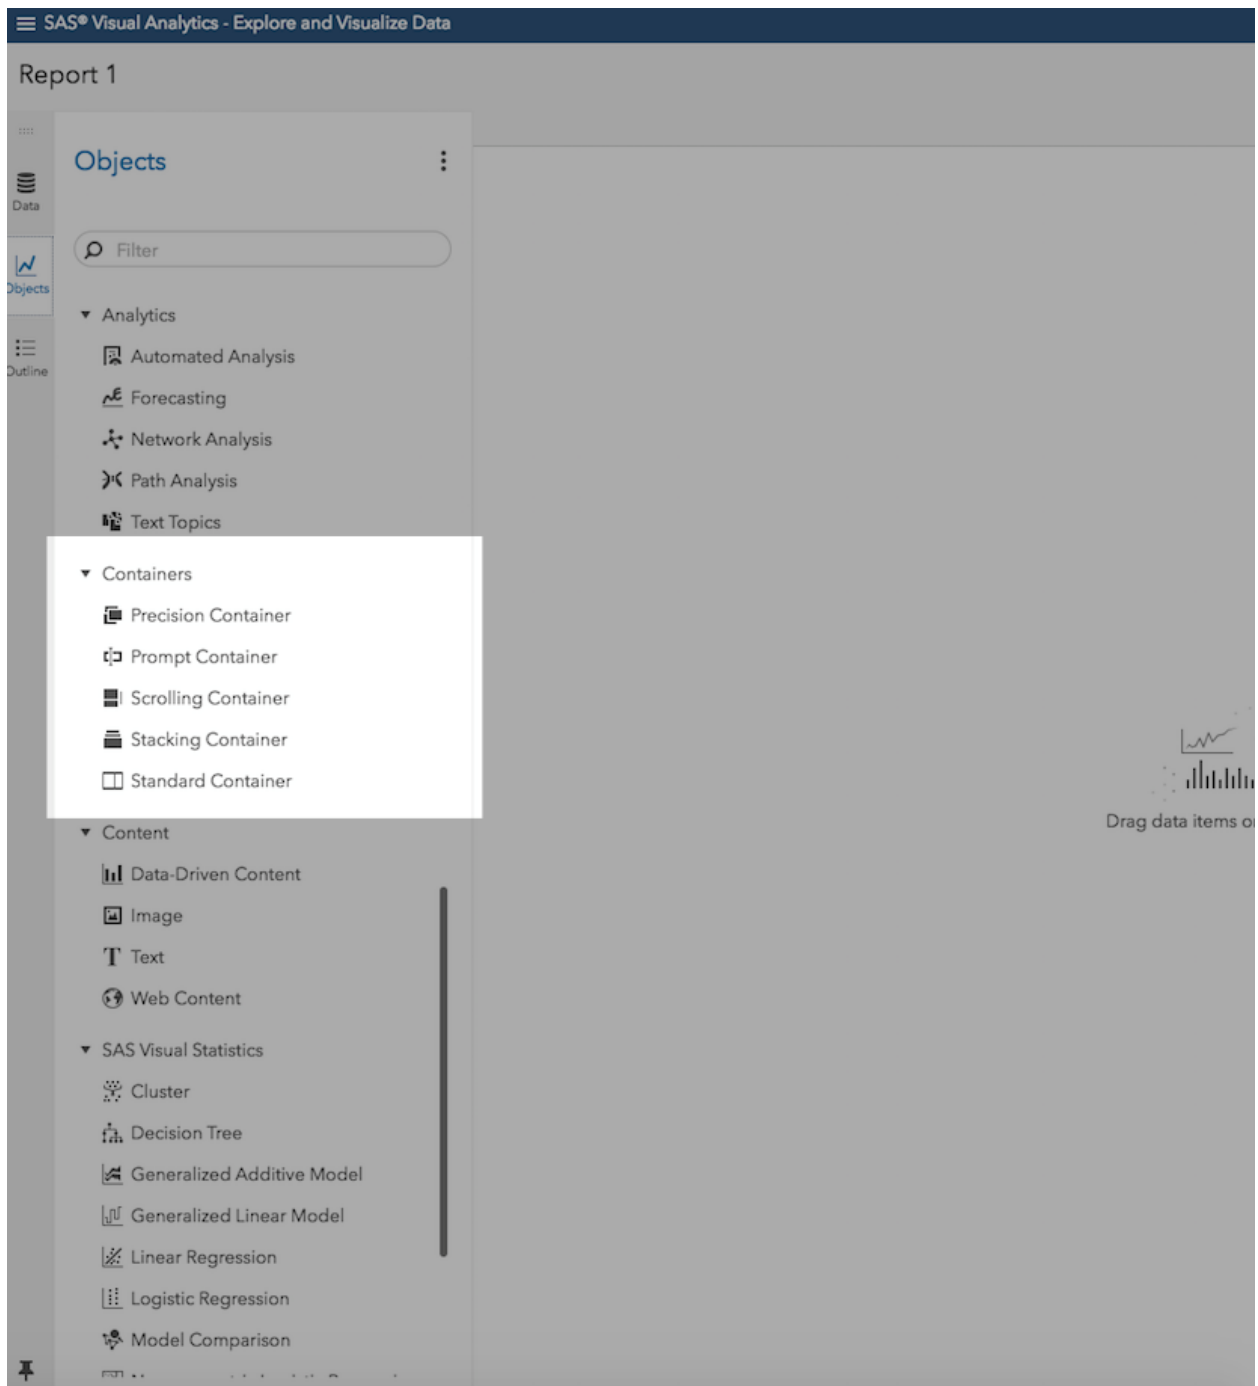 SAS® Visual Analytics - Explore and Visualize Data
Report 1
Data
Objects
Outline
Objects
Filter
Analytics
Automated Analysis
Forecasting
Network Analysis
Path Analysis
Text Topics
Containers
Precision Container
Prompt Container
Scrolling Container
Stacking Container
Standard Container
Content
Data-Driven Content
Image
Text
Web Content
SAS Visual Statistics
Cluster
Decision Tree
Generalized Additive Model
Generalized Linear Model
Linear Regression
Logistic Regression
Model Comparison
Drag data items